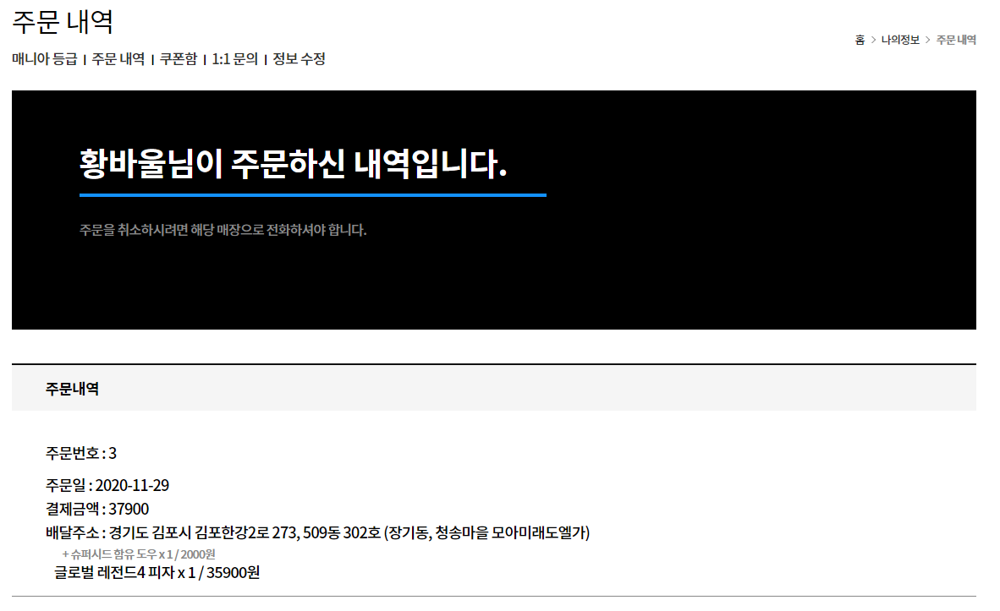 주문 내역
홈 > 나의정보 > 주문 내역
매니아 등급 | 주문 내역 | 쿠폰함 | 1:1 문의 | 정보 수정
황바울님이 주문하신 내역입니다.
주문을 취소하시려면 해당 매장으로 전화하셔야 합니다.
주문내역
주문번호 : 3
주문일 : 2020-11-29
결제금액 : 37900
배달주소 : 경기도 김포시 김포한강2로 273, 509동 302호 (장기동, 청송마을 모아미래도엘가)
+ 슈퍼시드 함유 도우 x 1 / 2000원
글로벌 레전드4 피자 x 1 / 35900원